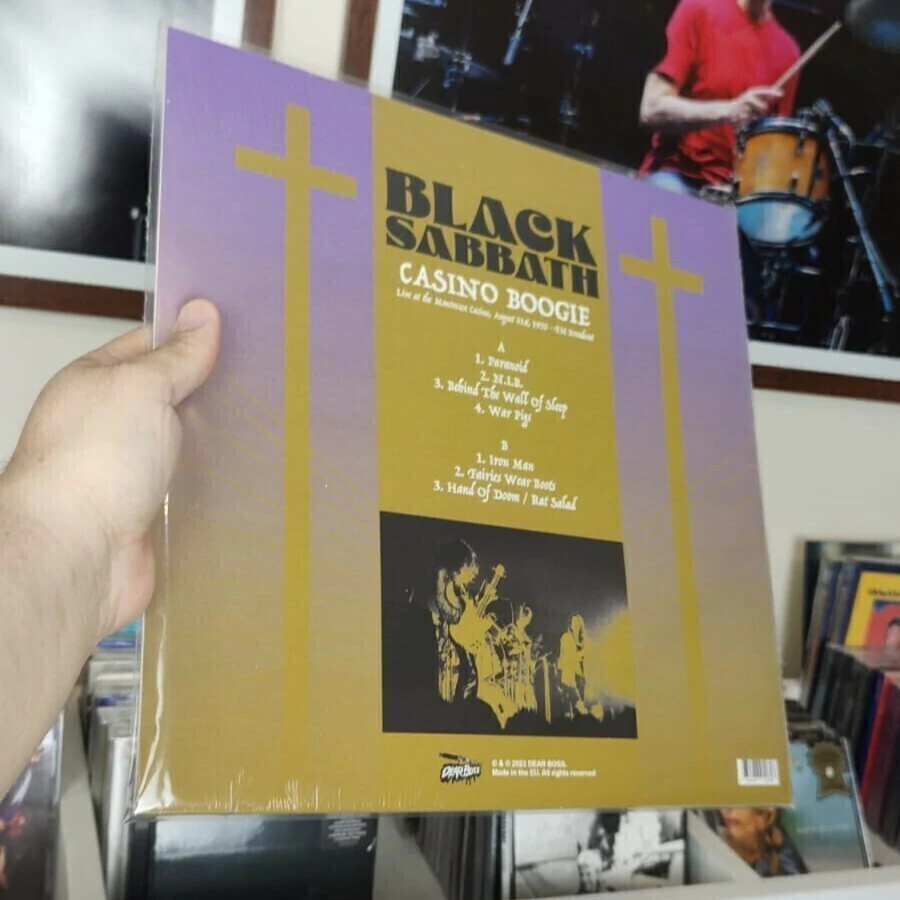 BLACK
SABBATH
CASINO BOOGIE
Live at the Montreux Casino, August 31st, 1970 - FM Broadcast
A
1. Paranoid
2. N.I.B.
3. Behind The Wall Of Sleep
4. War Pigs
B
1. Iron Man
2. Fairies Wear Boots
3. Hand Of Doom / Rat Salad
DEAR BOSS
© & © 2023 DEAR BOSS.
Made in the EU. All rights reserved